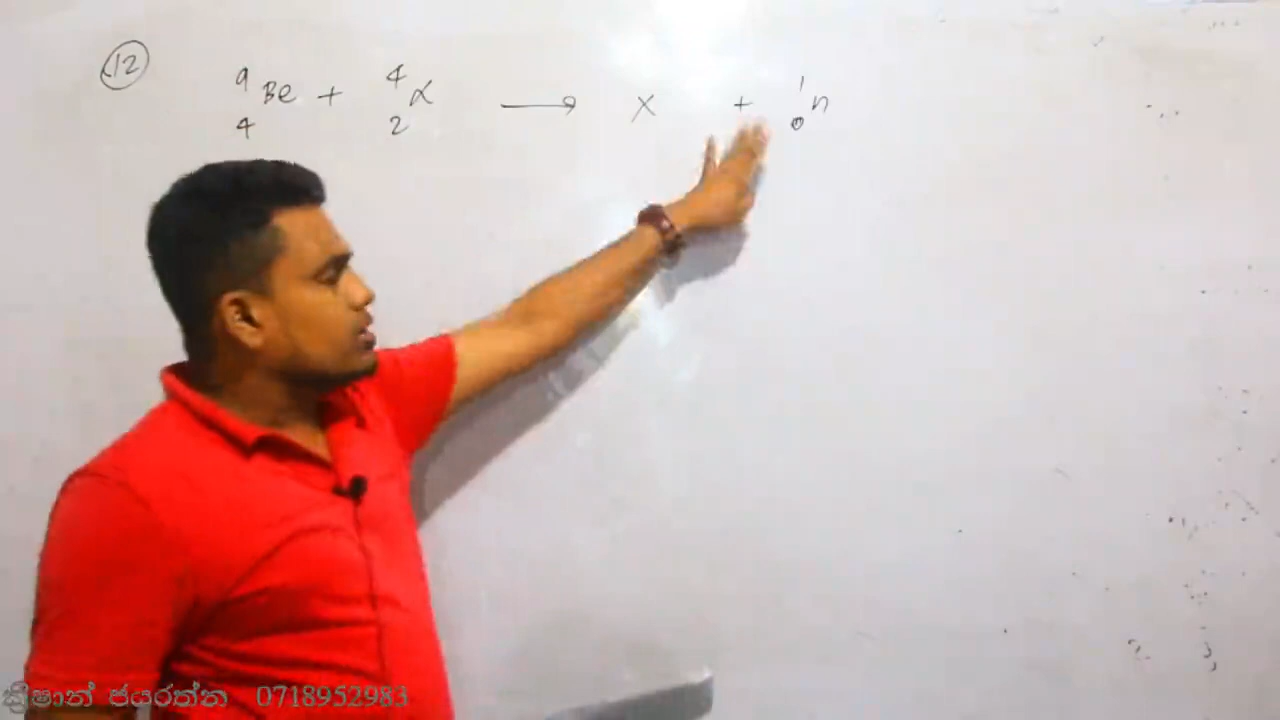 (12) ⁹₄Be + ⁴₂α → X + ¹₀n
ක්‍රිෂාන් ජයරත්න 0718952983